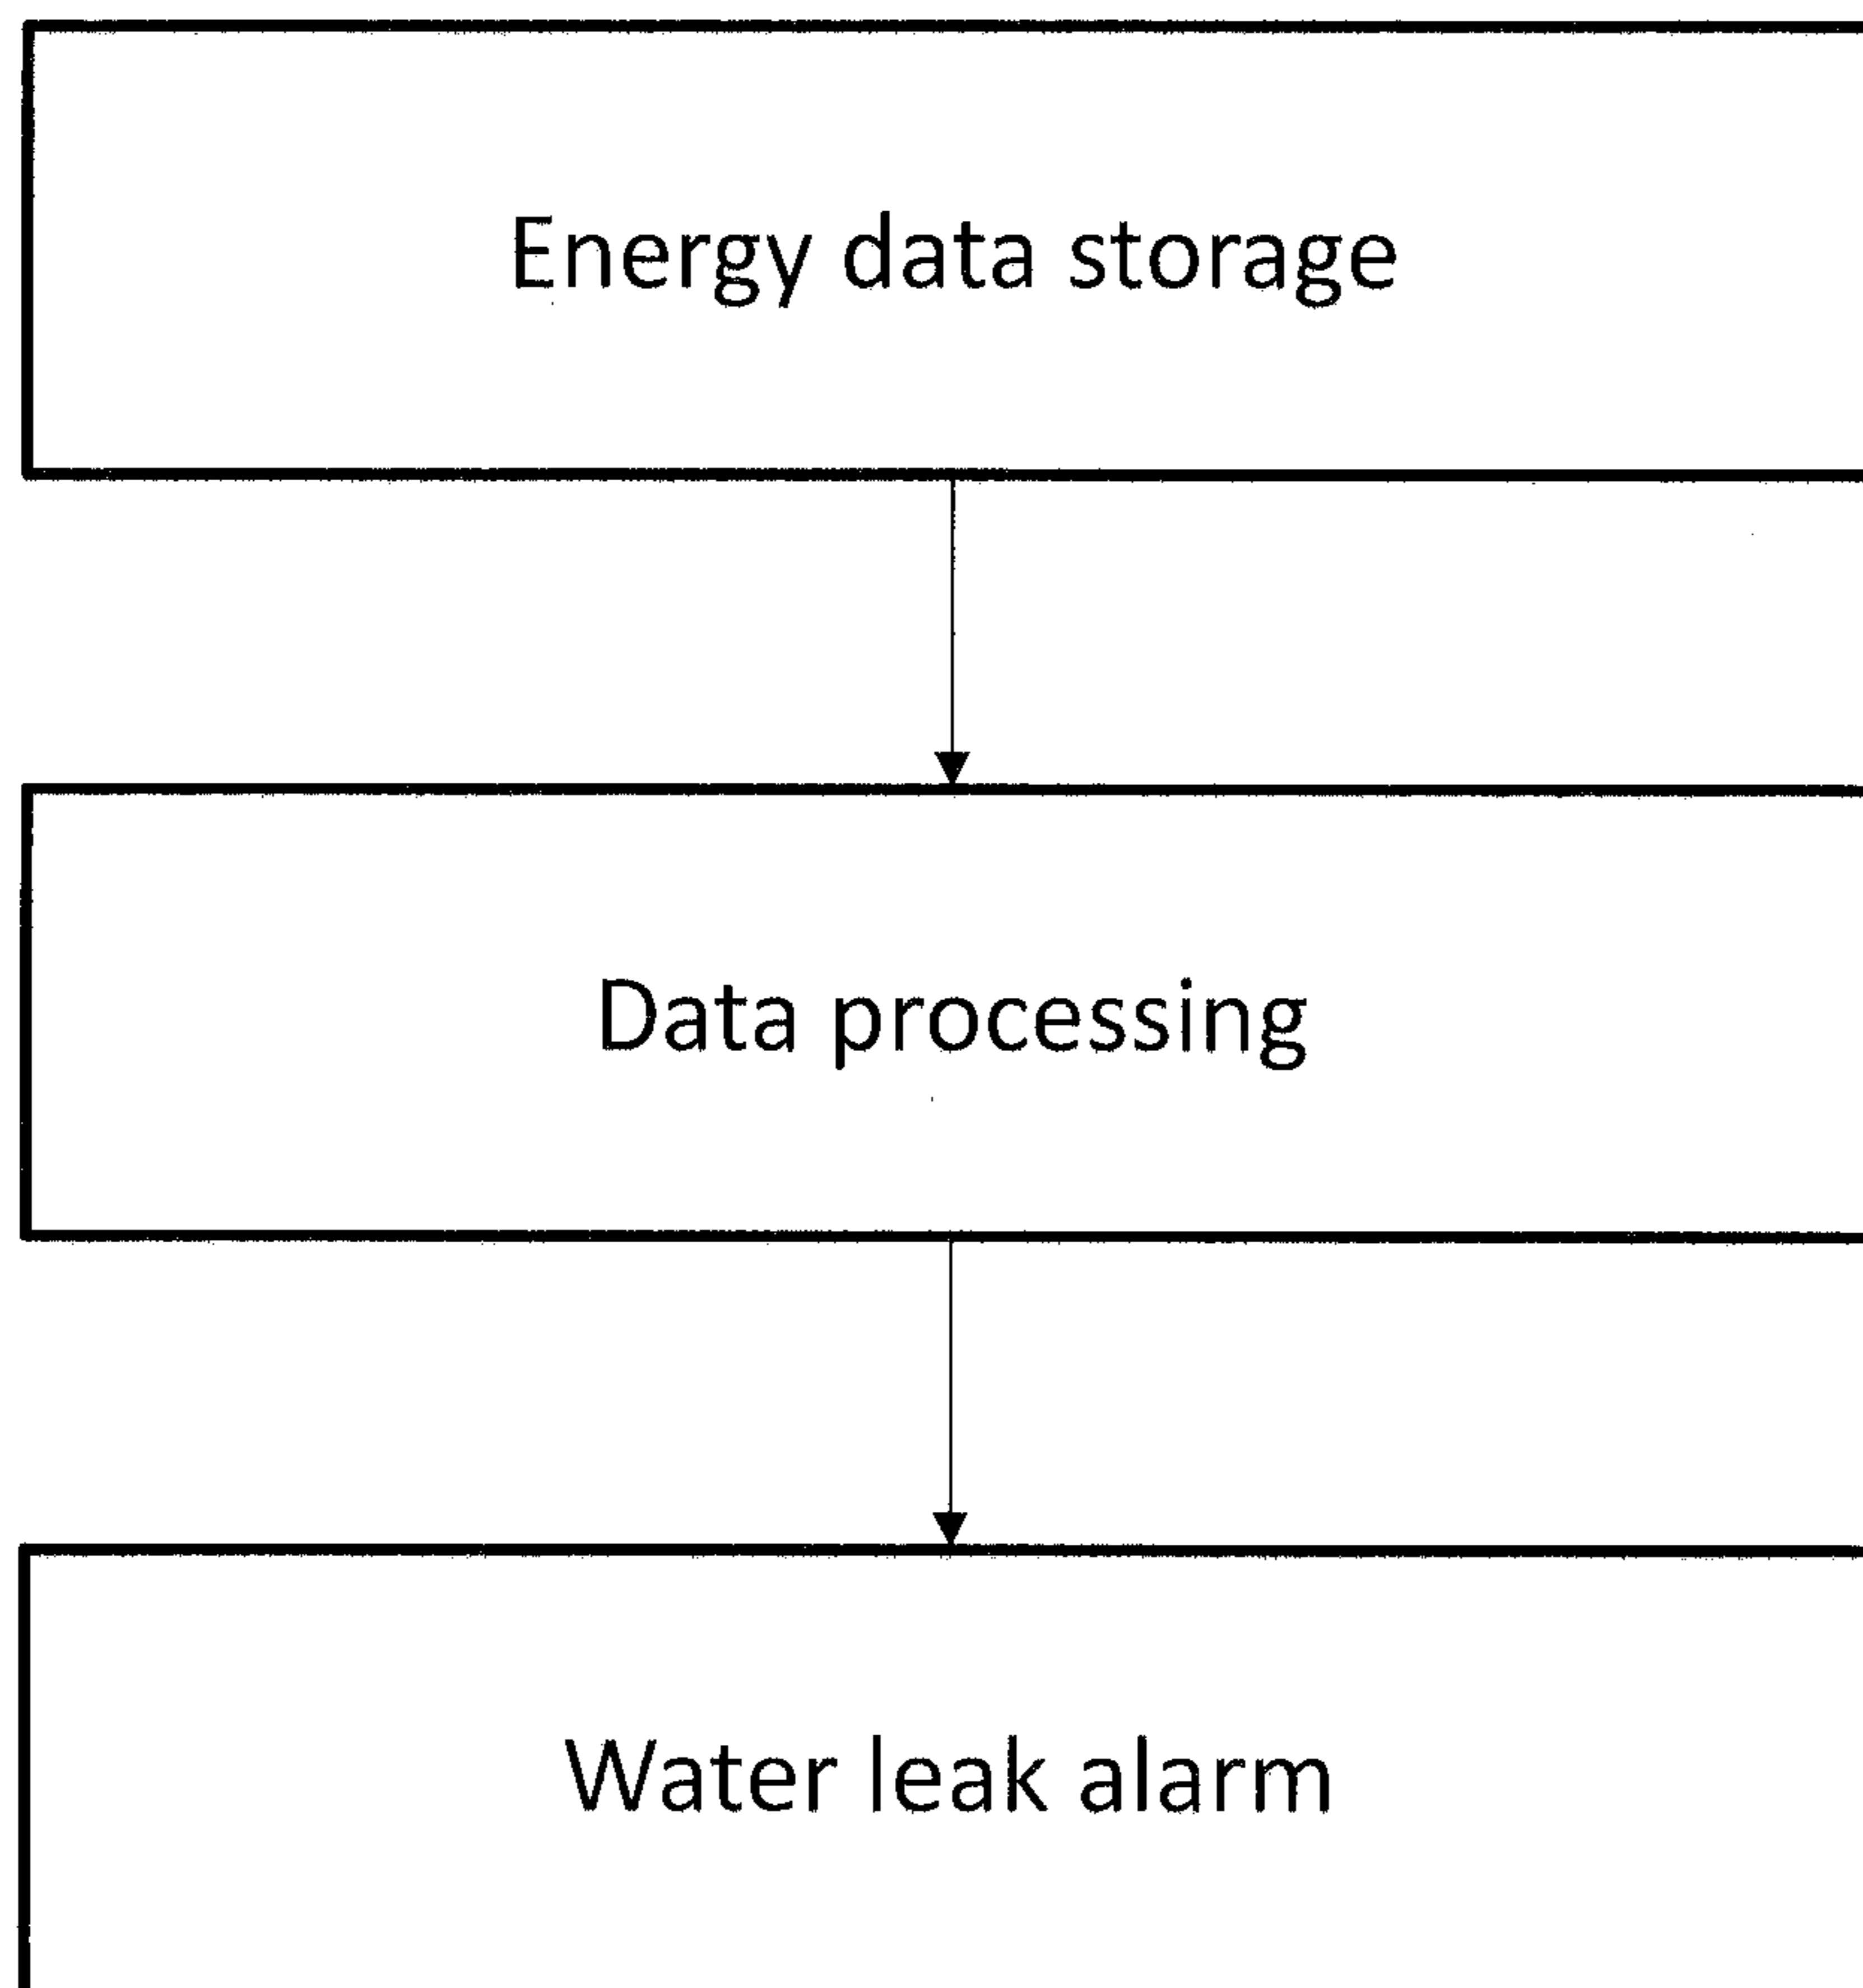 Energy data storage
Data processing
Water leak alarm